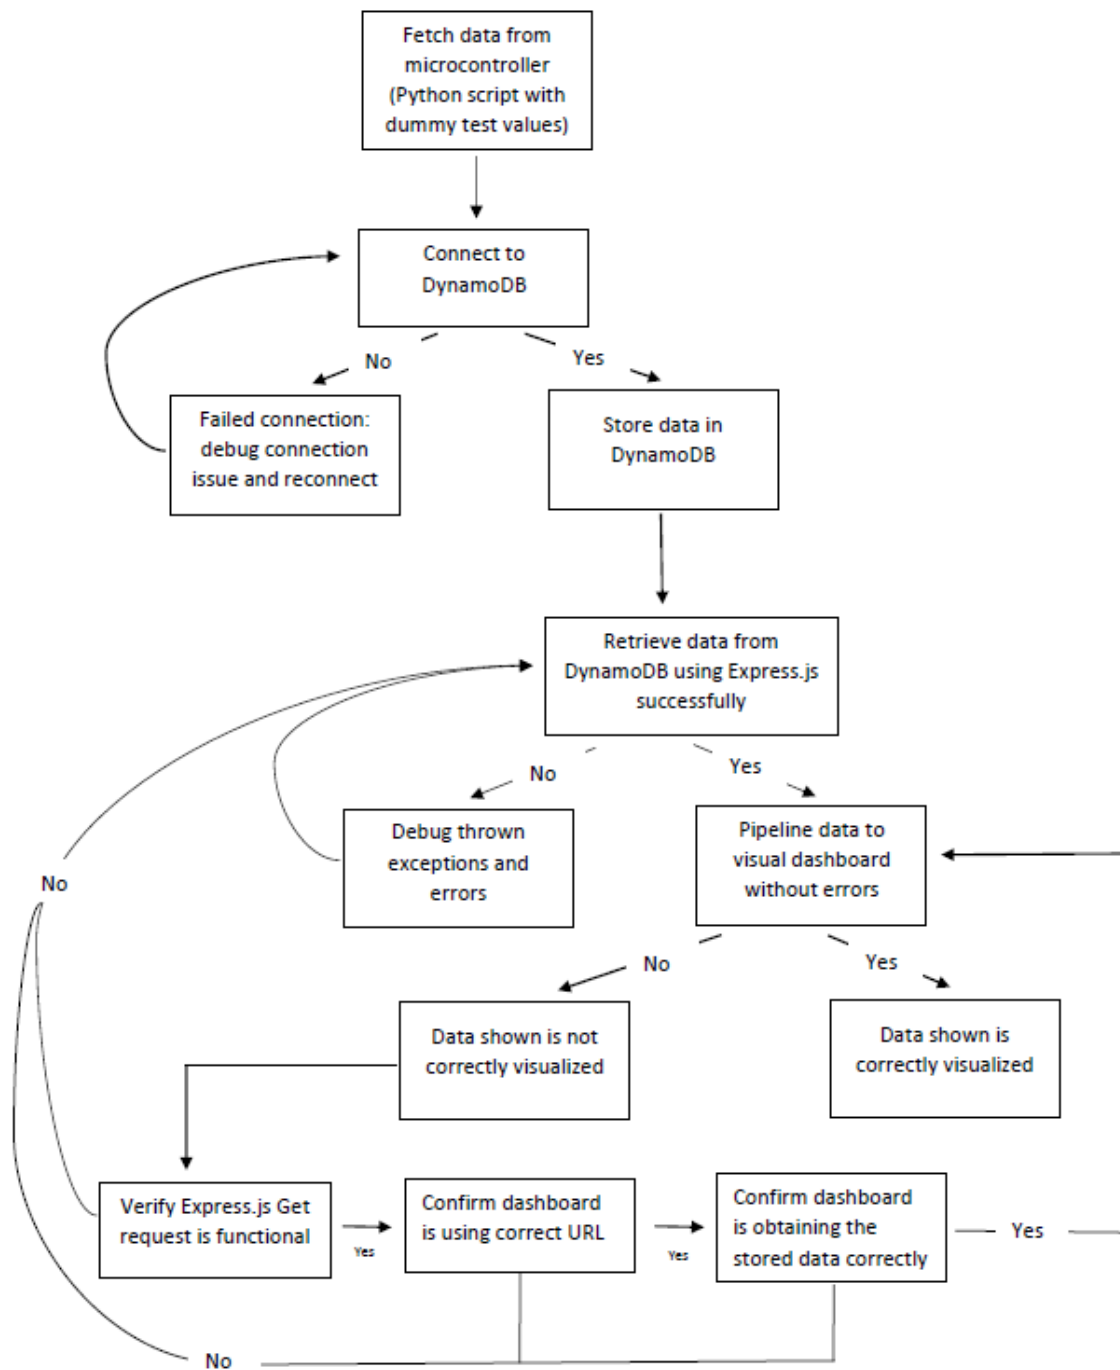 Fetch data from
microcontroller
(Python script with
dummy test values)
Connect to
DynamoDB
No
Yes
Failed connection:
debug connection
issue and reconnect
Store data in
DynamoDB
Retrieve data from
DynamoDB using Express.js
successfully
No
Yes
Debug thrown
exceptions and
errors
Pipeline data to
visual dashboard
without errors
No
No
Yes
Data shown is not
correctly visualized
Data shown is
correctly visualized
Verify Express.js Get
request is functional
Yes
Confirm dashboard
is using correct URL
Yes
Confirm dashboard
is obtaining the
stored data correctly
Yes
No